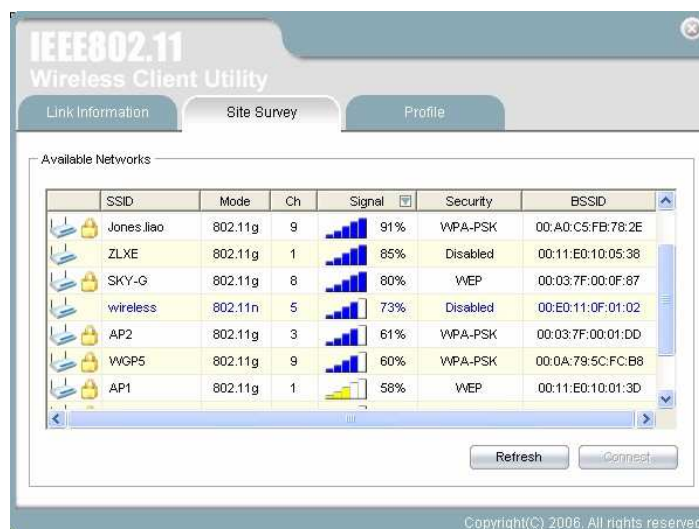 IEEE802.11
Wireless Client Utility
Link Information Site Survey Profile
Available Networks
SSID Mode Ch Signal Security BSSID
Jones.liao 802.11g 9 91% WPA-PSK 00:A0:C5:FB:78:2E
ZLXE 802.11g 1 85% Disabled 00:11:E0:10:05:38
SKY-G 802.11g 8 80% WEP 00:03:7F:00:0F:87
wireless 802.11n 5 73% Disabled 00:E0:11:0F:01:02
AP2 802.11g 3 61% WPA-PSK 00:03:7F:00:01:DD
WGP5 802.11g 9 60% WPA-PSK 00:0A:79:5C:FC:B8
AP1 802.11g 1 58% WEP 00:11:E0:10:01:3D
Refresh Connect
Copyright(C) 2006. All rights reserved